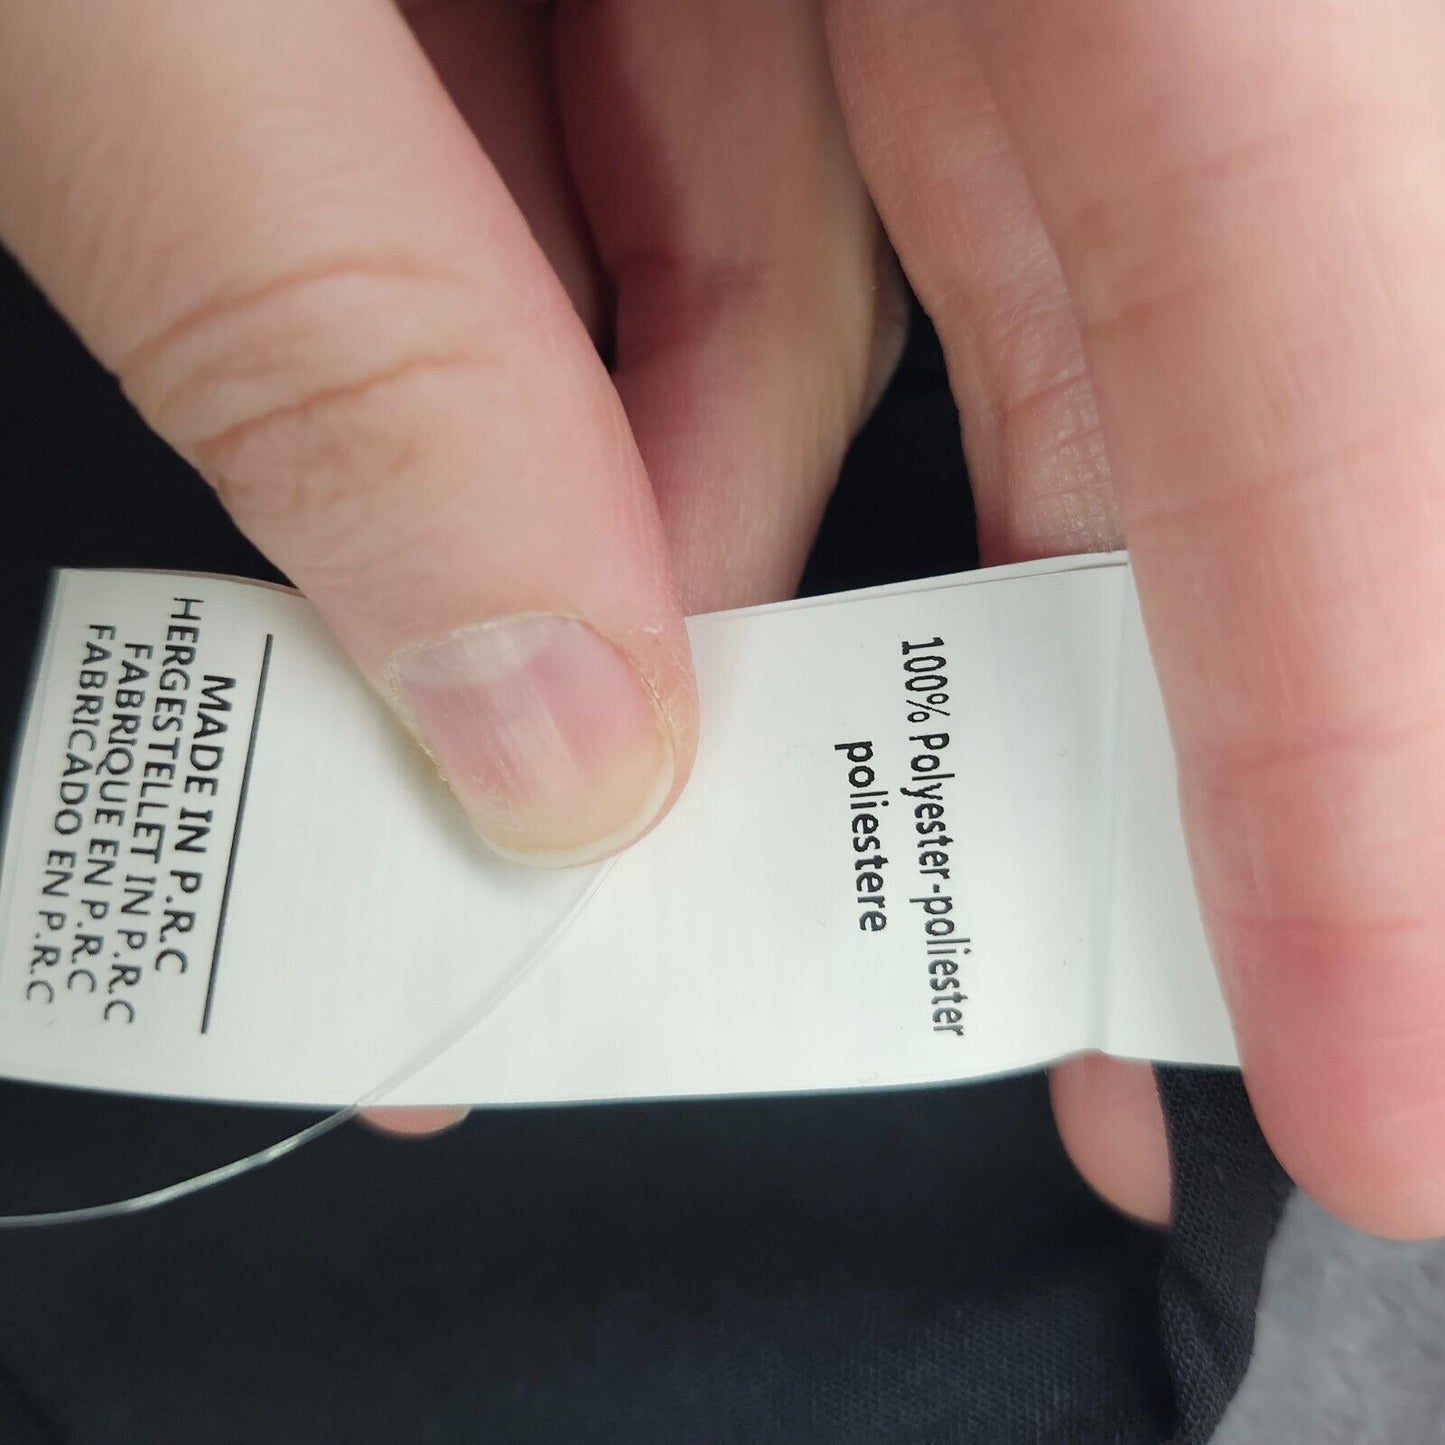 100% Polyester-poliester
poliestere
MADE IN P.R.C
HERGESTELLET IN P.R.C
FABRIQUE EN P.R.C
FABRICADO EN P.R.C